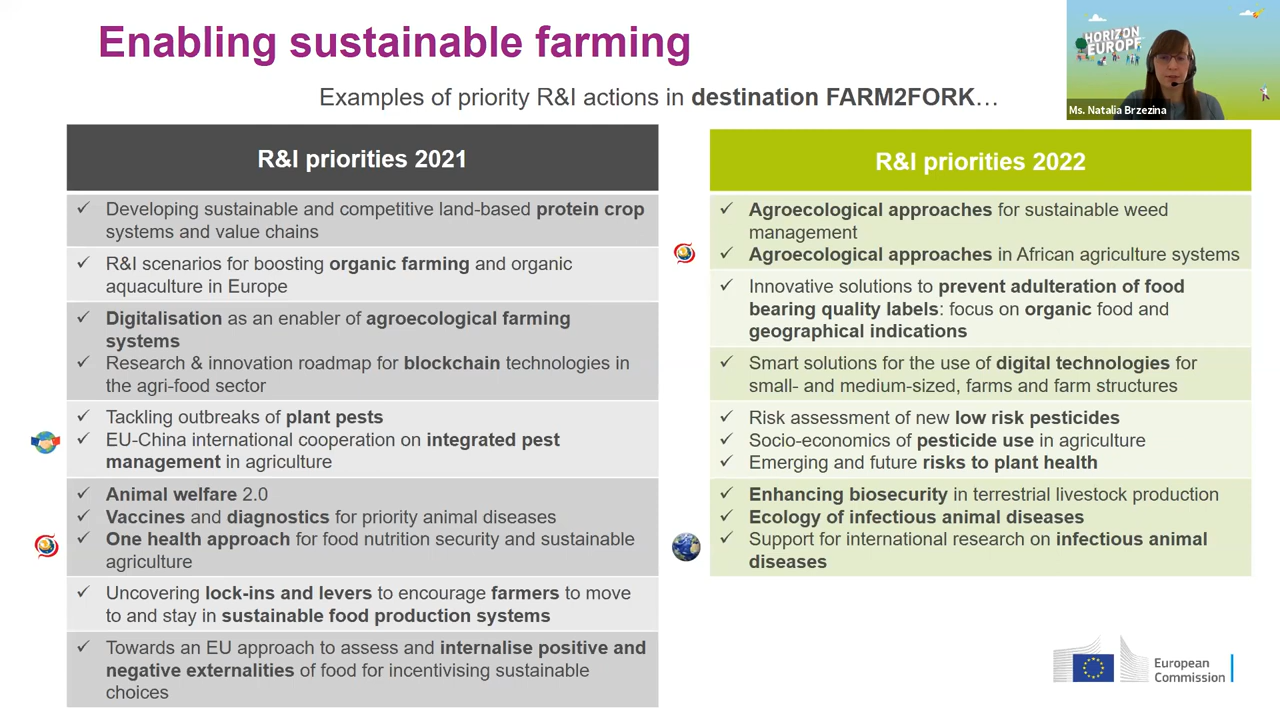 Enabling sustainable farming
HORIZON
EUROPE
Ms. Natalia Brzezina
Examples of priority R&I actions in destination FARM2FORK…
R&I priorities 2021
✓ Developing sustainable and competitive land-based protein crop
systems and value chains
✓ R&I scenarios for boosting organic farming and organic
aquaculture in Europe
✓ Digitalisation as an enabler of agroecological farming
systems
✓ Research & innovation roadmap for blockchain technologies in
the agri-food sector
✓ Tackling outbreaks of plant pests
✓ EU-China international cooperation on integrated pest
management in agriculture
✓ Animal welfare 2.0
✓ Vaccines and diagnostics for priority animal diseases
✓ One health approach for food nutrition security and sustainable
agriculture
✓ Uncovering lock-ins and levers to encourage farmers to move
to and stay in sustainable food production systems
✓ Towards an EU approach to assess and internalise positive and
negative externalities of food for incentivising sustainable
choices
R&I priorities 2022
✓ Agroecological approaches for sustainable weed
management
✓ Agroecological approaches in African agriculture systems
✓ Innovative solutions to prevent adulteration of food
bearing quality labels: focus on organic food and
geographical indications
✓ Smart solutions for the use of digital technologies for
small- and medium-sized, farms and farm structures
✓ Risk assessment of new low risk pesticides
✓ Socio-economics of pesticide use in agriculture
✓ Emerging and future risks to plant health
✓ Enhancing biosecurity in terrestrial livestock production
✓ Ecology of infectious animal diseases
✓ Support for international research on infectious animal
diseases
European
Commission